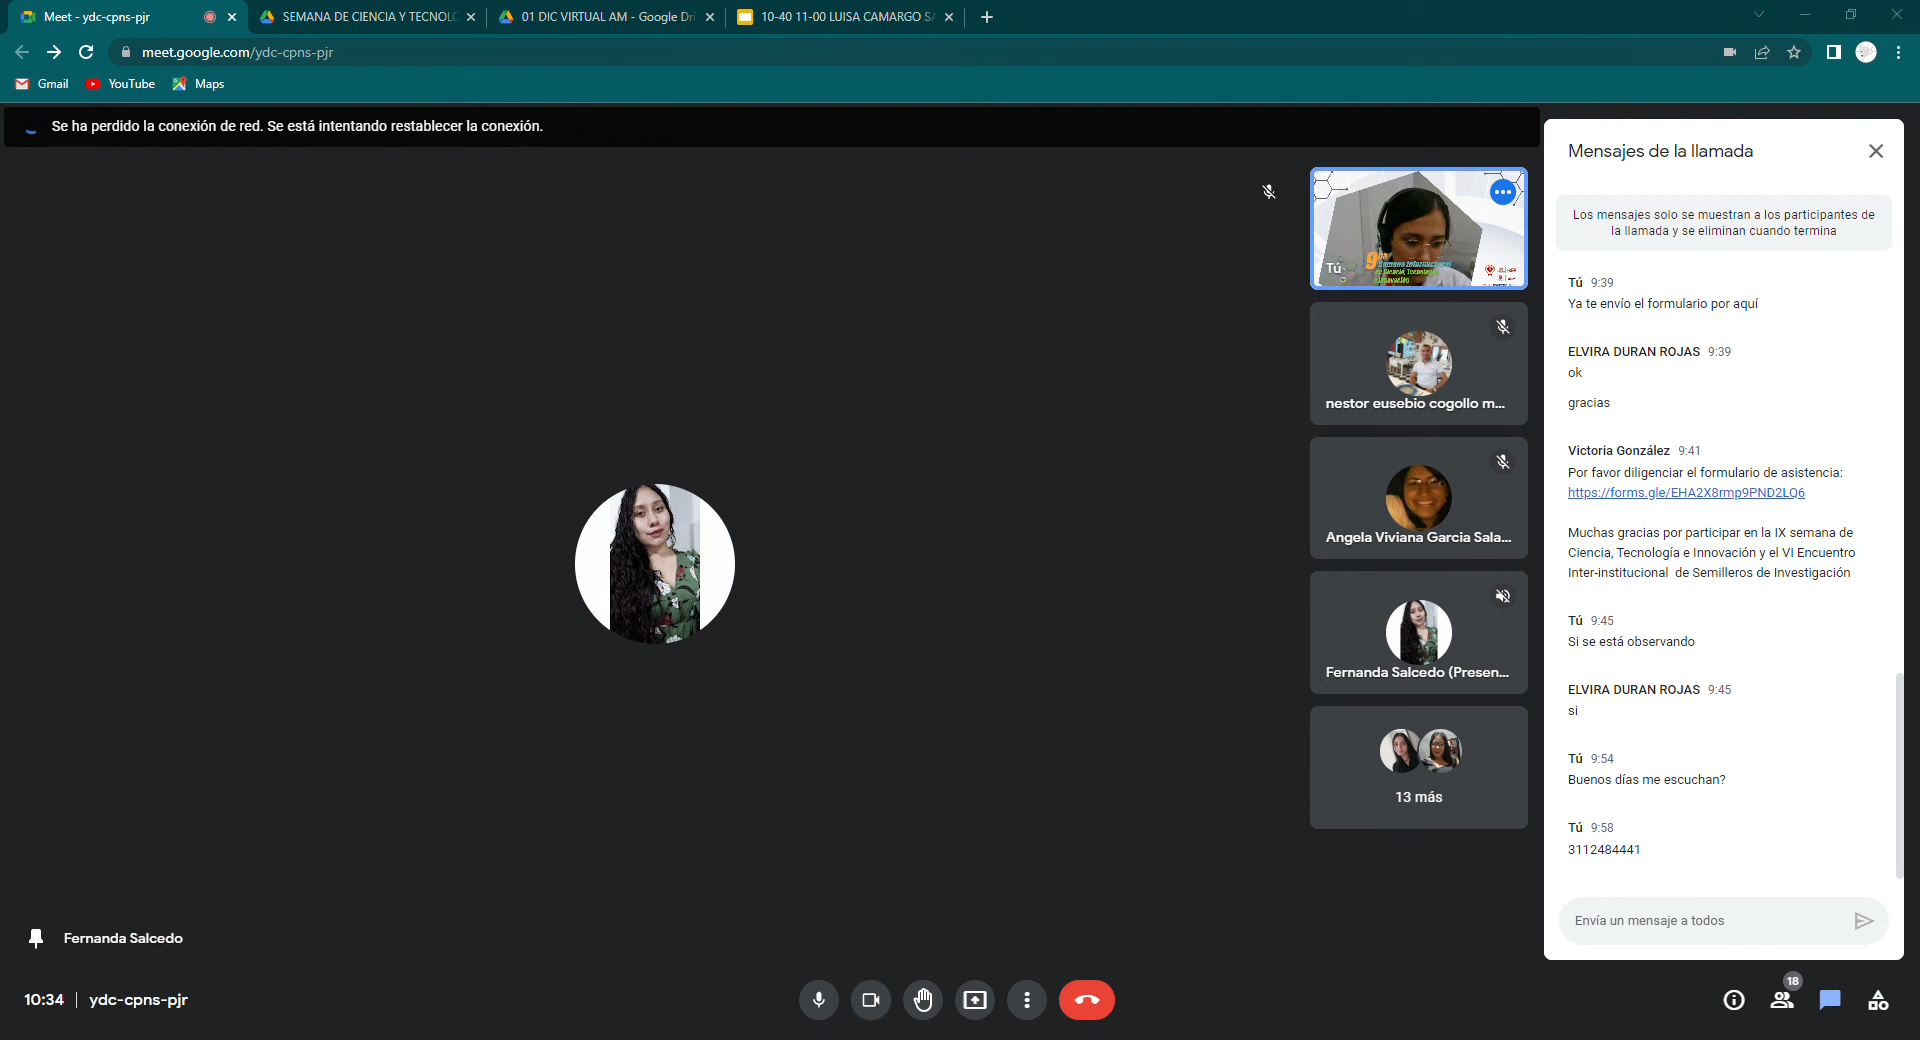 Meet - ydc-cpns-pjr
SEMANA DE CIENCIA Y TECNOLO
01 DIC VIRTUAL AM - Google Dri
10-40 11-00 LUISA CAMARGO SA
meet.google.com/ydc-cpns-pjr
Gmail
YouTube
Maps
Se ha perdido la conexión de red. Se está intentando restablecer la conexión.
Tú
9na
Semana Internacional
de Ciencia, Tecnología
e Innovación
nestor eusebio cogollo m...
Angela Viviana Garcia Sala...
Fernanda Salcedo (Presen...
13 más
Fernanda Salcedo
10:34 | ydc-cpns-pjr
Mensajes de la llamada
Los mensajes solo se muestran a los participantes de
la llamada y se eliminan cuando termina
Tú 9:39
Ya te envío el formulario por aquí
ELVIRA DURAN ROJAS 9:39
ok
gracias
Victoria González 9:41
Por favor diligenciar el formulario de asistencia:
https://forms.gle/EHA2X8rmp9PND2LQ6
Muchas gracias por participar en la IX semana de
Ciencia, Tecnología e Innovación y el VI Encuentro
Inter-institucional  de Semilleros de Investigación
Tú 9:45
Si se está observando
ELVIRA DURAN ROJAS 9:45
si
Tú 9:54
Buenos días me escuchan?
Tú 9:58
3112484441
Envía un mensaje a todos
18